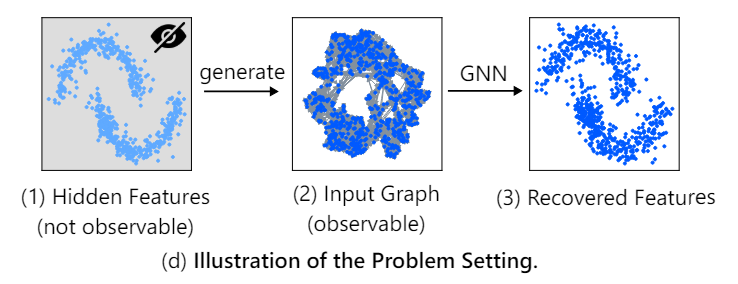 generate
GNN
(1) Hidden Features
(not observable)
(2) Input Graph
(observable)
(3) Recovered Features
(d) Illustration of the Problem Setting.